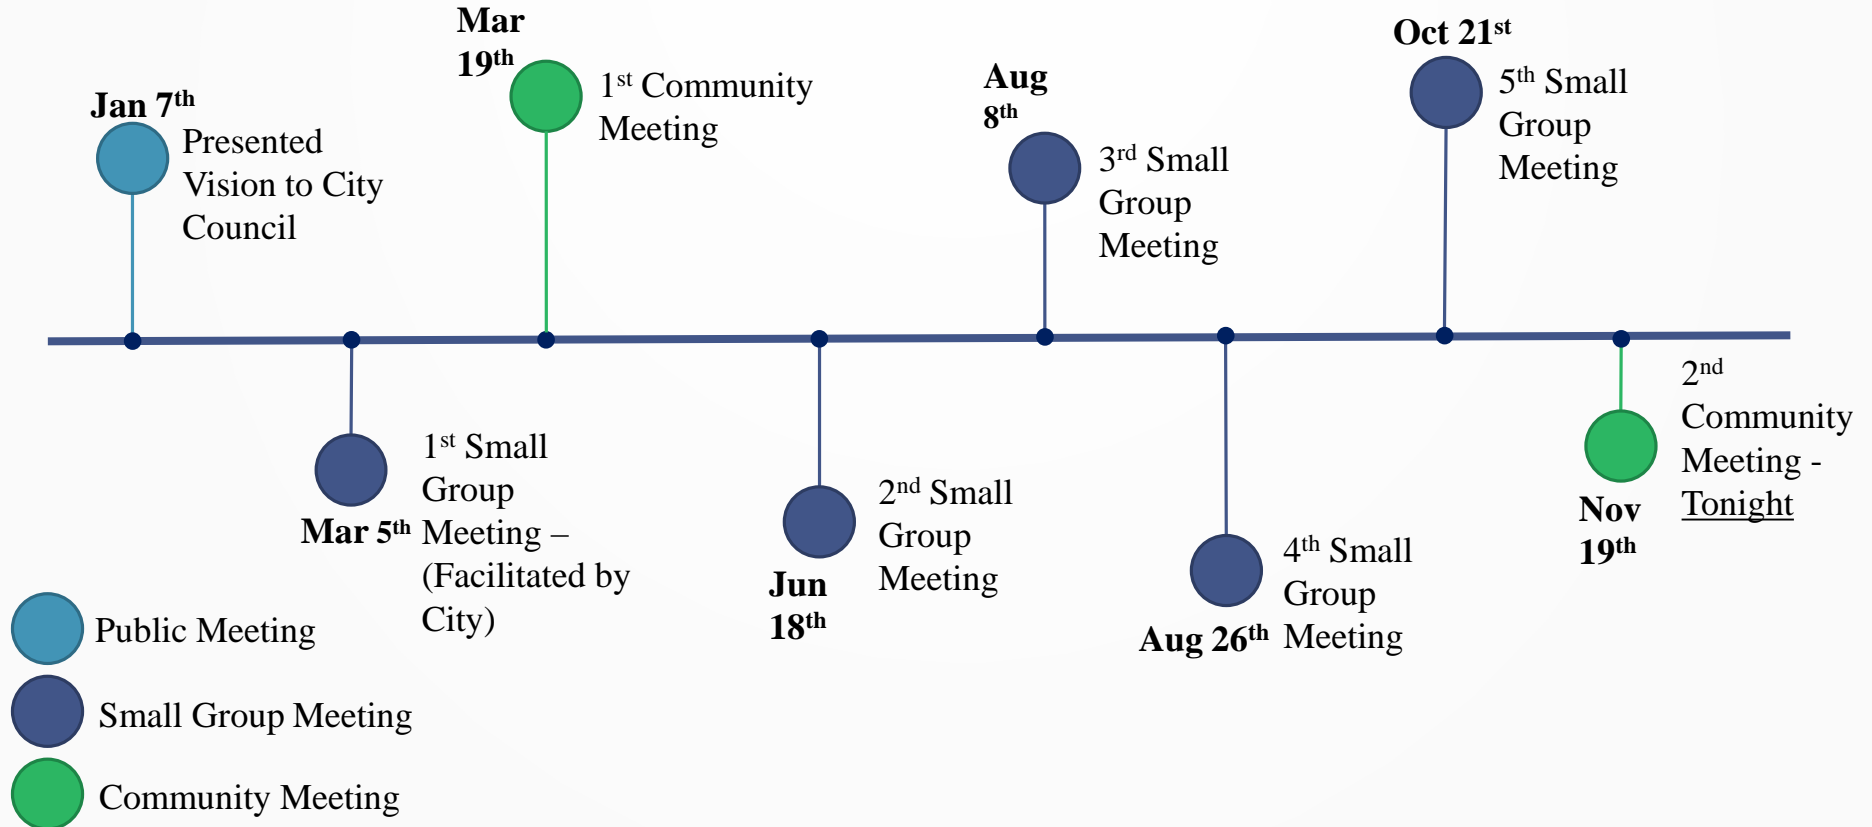 Jan 7th
Presented
Vision to City
Council
Mar 5th
1st Small
Group
Meeting –
(Facilitated by
City)
Mar
19th
1st Community
Meeting
Jun
18th
2nd Small
Group
Meeting
Aug
8th
3rd Small
Group
Meeting
Aug 26th
4th Small
Group
Meeting
Oct 21st
5th Small
Group
Meeting
Nov
19th
2nd
Community
Meeting -
Tonight
Public Meeting
Small Group Meeting
Community Meeting